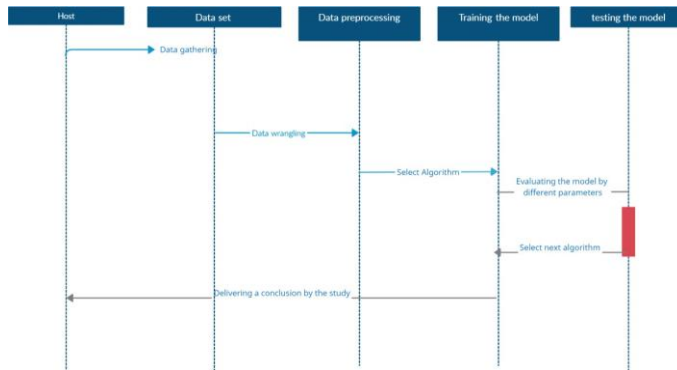 Host
Data set
Data preprocessing
Training the model
testing the model
Data gathering
Data wrangling
Select Algorithm
Evaluating the model by
different parameters
Select next algorithm
Delivering a conclusion by the study